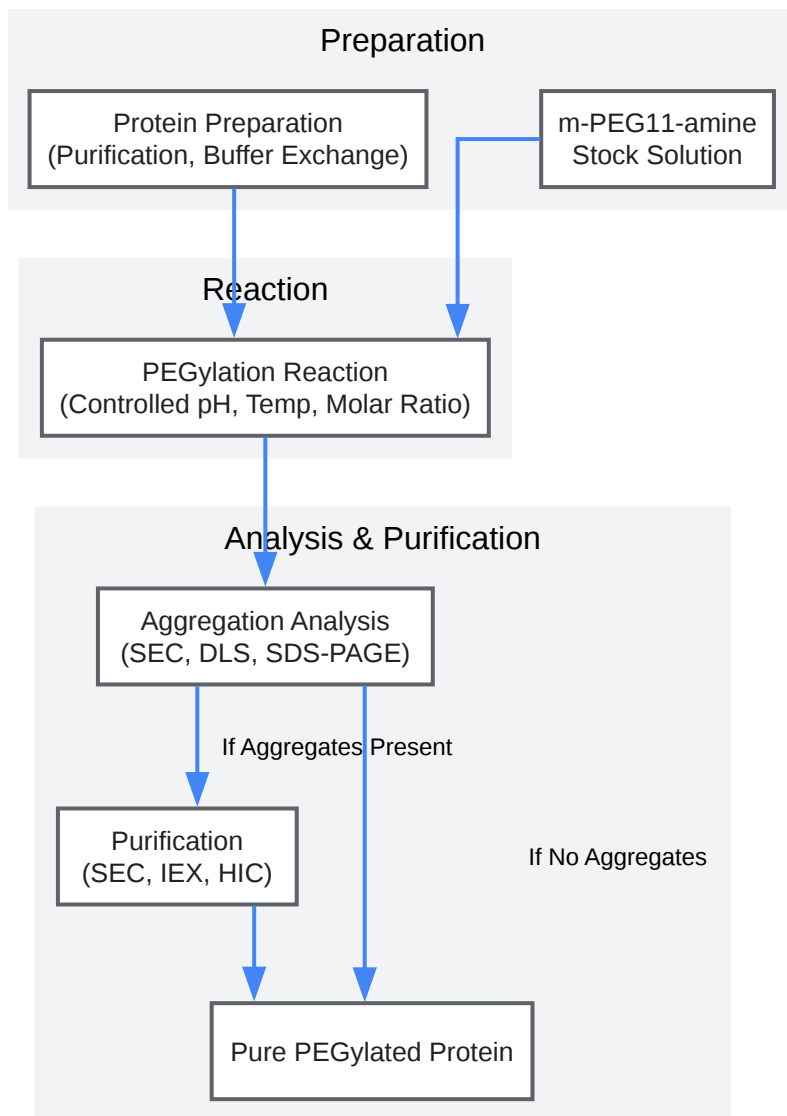 Preparation
Protein Preparation
(Purification, Buffer Exchange)
m-PEG11-amine
Stock Solution
Reaction
PEGylation Reaction
(Controlled pH, Temp, Molar Ratio)
Analysis & Purification
Aggregation Analysis
(SEC, DLS, SDS-PAGE)
If Aggregates Present
Purification
(SEC, IEX, HIC)
If No Aggregates
Pure PEGylated Protein